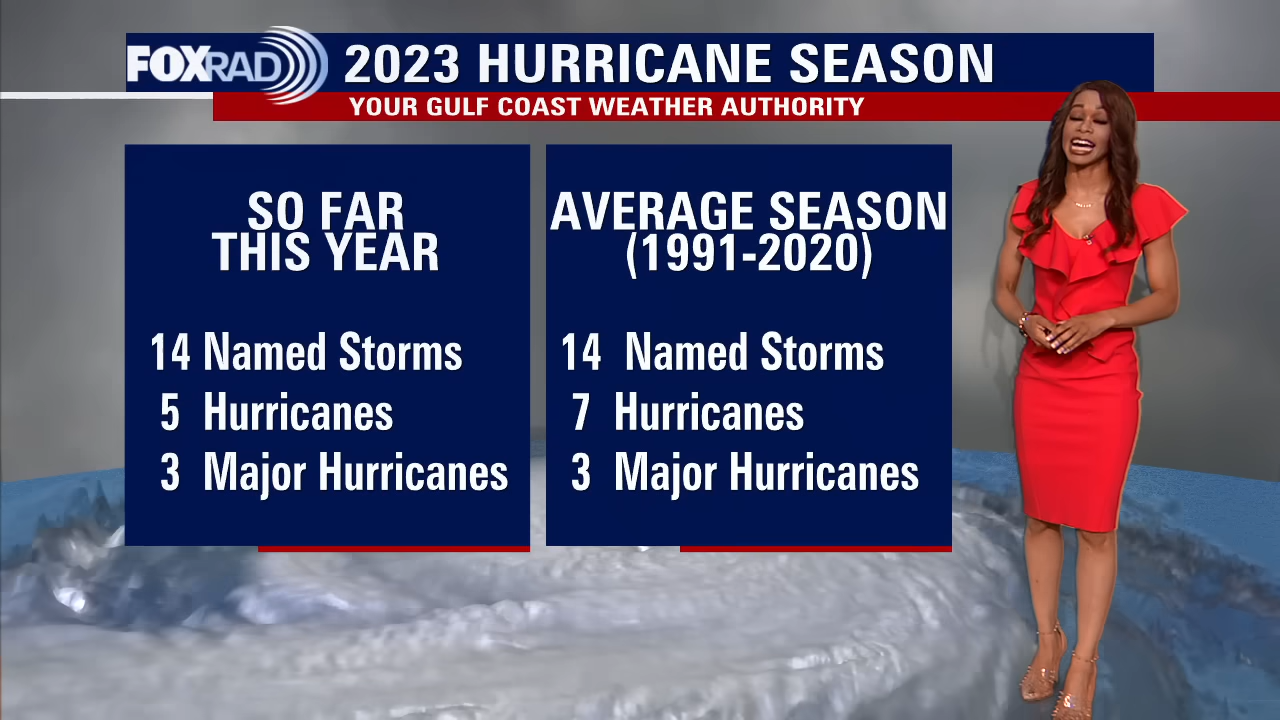 FOXRAD 2023 HURRICANE SEASON
YOUR GULF COAST WEATHER AUTHORITY
SO FAR
THIS YEAR
14 Named Storms
5 Hurricanes
3 Major Hurricanes
AVERAGE SEASON
(1991-2020)
14 Named Storms
7 Hurricanes
3 Major Hurricanes